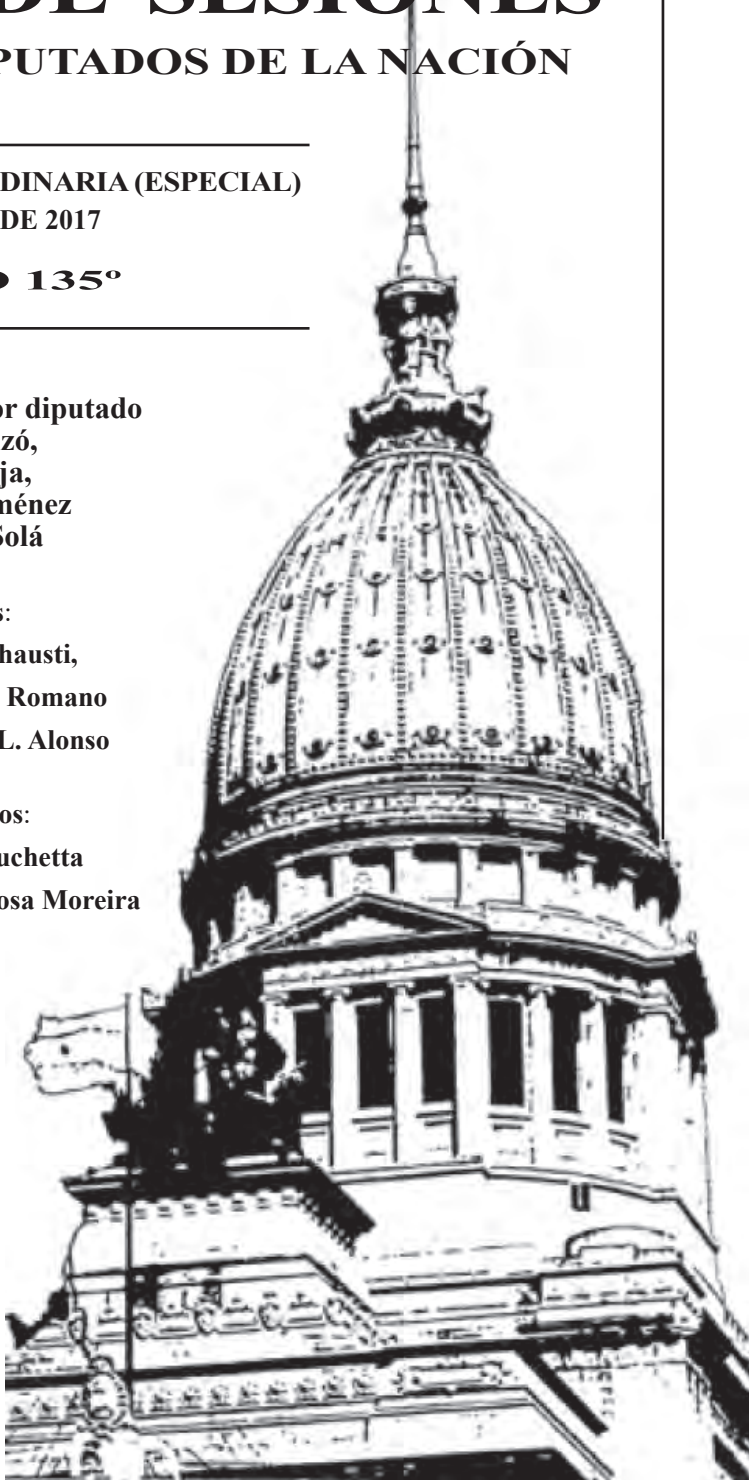 DE SESIONES
PUTADOS DE LA NACIÓN
DINARIA (ESPECIAL)
DE 2017
135º
or diputado
zó,
ja,
ménez
Solá
s:
hausti,
Romano
L. Alonso
os:
uchetta
osa Moreira